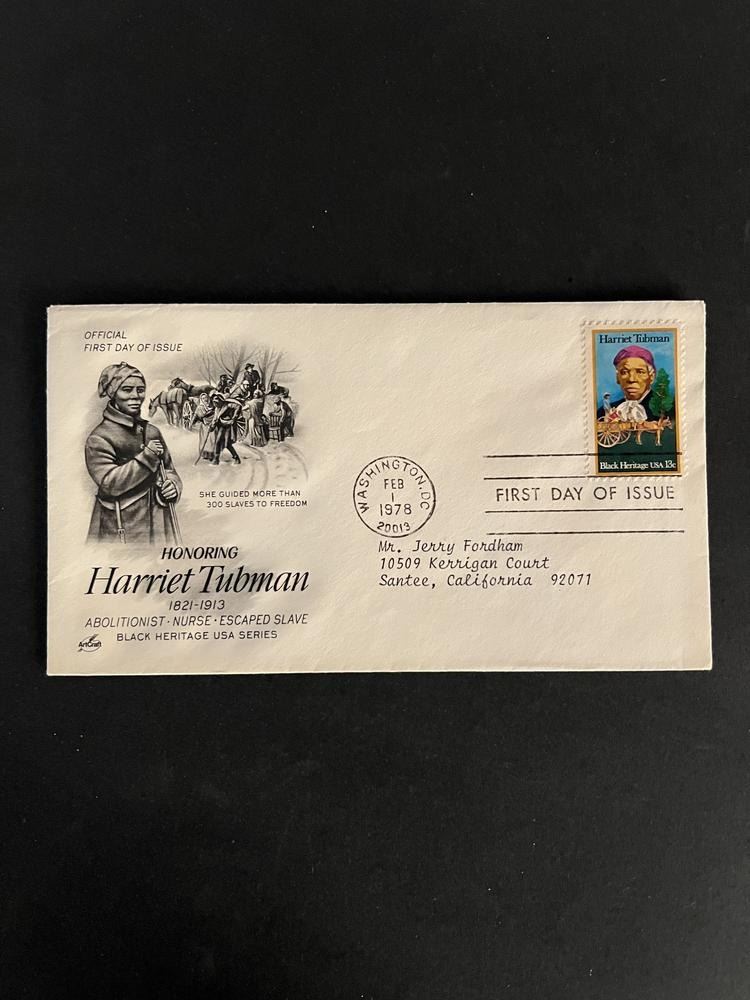 OFFICIAL
FIRST DAY OF ISSUE
SHE GUIDED MORE THAN
300 SLAVES TO FREEDOM
HONORING
Harriet Tubman
1821-1913
ABOLITIONIST · NURSE · ESCAPED SLAVE
BLACK HERITAGE USA SERIES
ArtCraft
Harriet Tubman
Black Heritage USA 13c
WASHINGTON, DC
FEB
1
1978
20013
FIRST DAY OF ISSUE
Mr. Jerry Fordham
10509 Kerrigan Court
Santee, California 92071